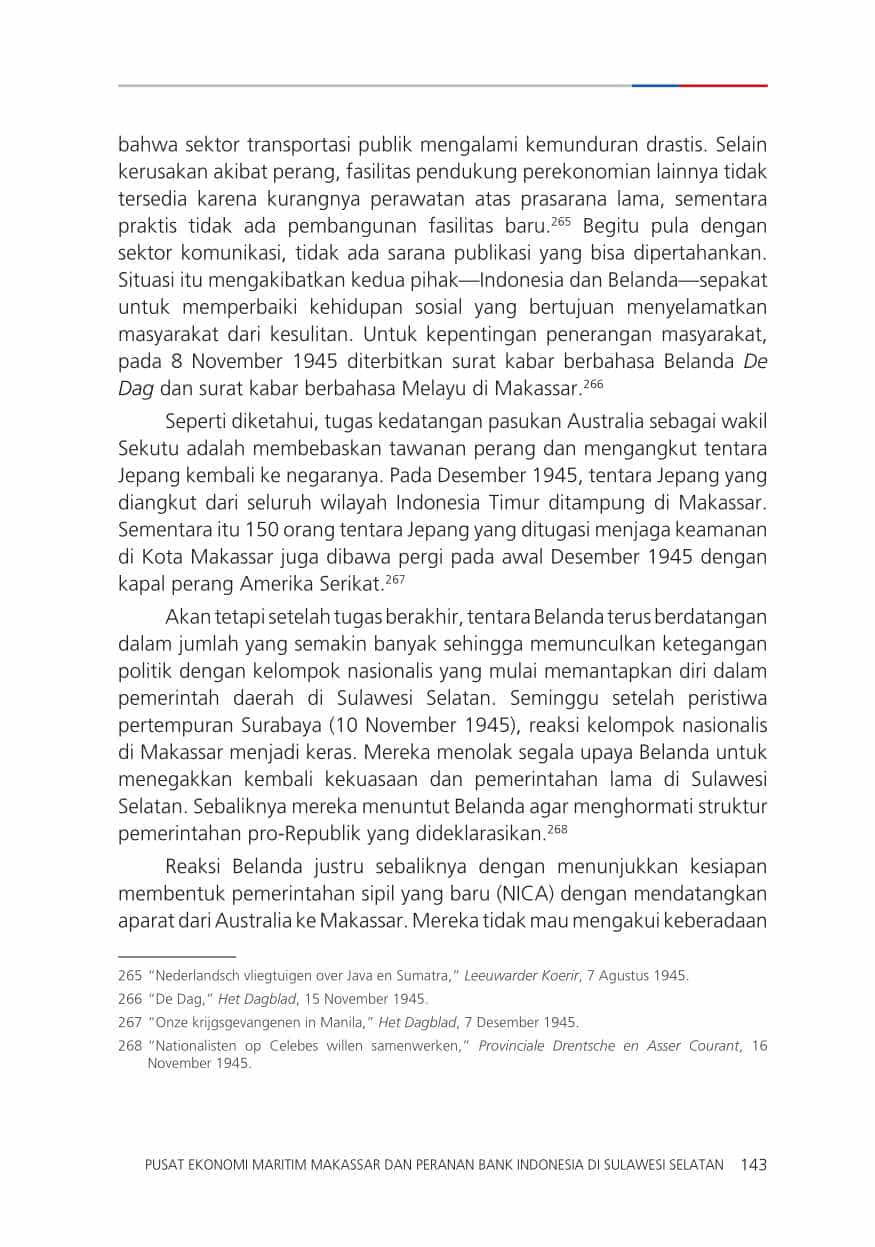 bahwa sektor transportasi publik mengalami kemunduran drastis. Selain
kerusakan akibat perang, fasilitas pendukung perekonomian lainnya tidak
tersedia karena kurangnya perawatan atas prasarana lama, sementara
praktis tidak ada pembangunan fasilitas baru.265 Begitu pula dengan
sektor komunikasi, tidak ada sarana publikasi yang bisa dipertahankan.
Situasi itu mengakibatkan kedua pihak—Indonesia dan Belanda—sepakat
untuk memperbaiki kehidupan sosial yang bertujuan menyelamatkan
masyarakat dari kesulitan. Untuk kepentingan penerangan masyarakat,
pada 8 November 1945 diterbitkan surat kabar berbahasa Belanda De
Dag dan surat kabar berbahasa Melayu di Makassar.266
Seperti diketahui, tugas kedatangan pasukan Australia sebagai wakil
Sekutu adalah membebaskan tawanan perang dan mengangkut tentara
Jepang kembali ke negaranya. Pada Desember 1945, tentara Jepang yang
diangkut dari seluruh wilayah Indonesia Timur ditampung di Makassar.
Sementara itu 150 orang tentara Jepang yang ditugasi menjaga keamanan
di Kota Makassar juga dibawa pergi pada awal Desember 1945 dengan
kapal perang Amerika Serikat.267
Akan tetapi setelah tugas berakhir, tentara Belanda terus berdatangan
dalam jumlah yang semakin banyak sehingga memunculkan ketegangan
politik dengan kelompok nasionalis yang mulai memantapkan diri dalam
pemerintah daerah di Sulawesi Selatan. Seminggu setelah peristiwa
pertempuran Surabaya (10 November 1945), reaksi kelompok nasionalis
di Makassar menjadi keras. Mereka menolak segala upaya Belanda untuk
menegakkan kembali kekuasaan dan pemerintahan lama di Sulawesi
Selatan. Sebaliknya mereka menuntut Belanda agar menghormati struktur
pemerintahan pro-Republik yang dideklarasikan.268
Reaksi Belanda justru sebaliknya dengan menunjukkan kesiapan
membentuk pemerintahan sipil yang baru (NICA) dengan mendatangkan
aparat dari Australia ke Makassar. Mereka tidak mau mengakui keberadaan
265 “Nederlandsch vliegtuigen over Java en Sumatra,” Leeuwarder Koerir, 7 Agustus 1945.
266 “De Dag,” Het Dagblad, 15 November 1945.
267 “Onze krijgsgevangenen in Manila,” Het Dagblad, 7 Desember 1945.
268 “Nationalisten op Celebes willen samenwerken,” Provinciale Drentsche en Asser Courant, 16
November 1945.
PUSAT EKONOMI MARITIM MAKASSAR DAN PERANAN BANK INDONESIA DI SULAWESI SELATAN 143